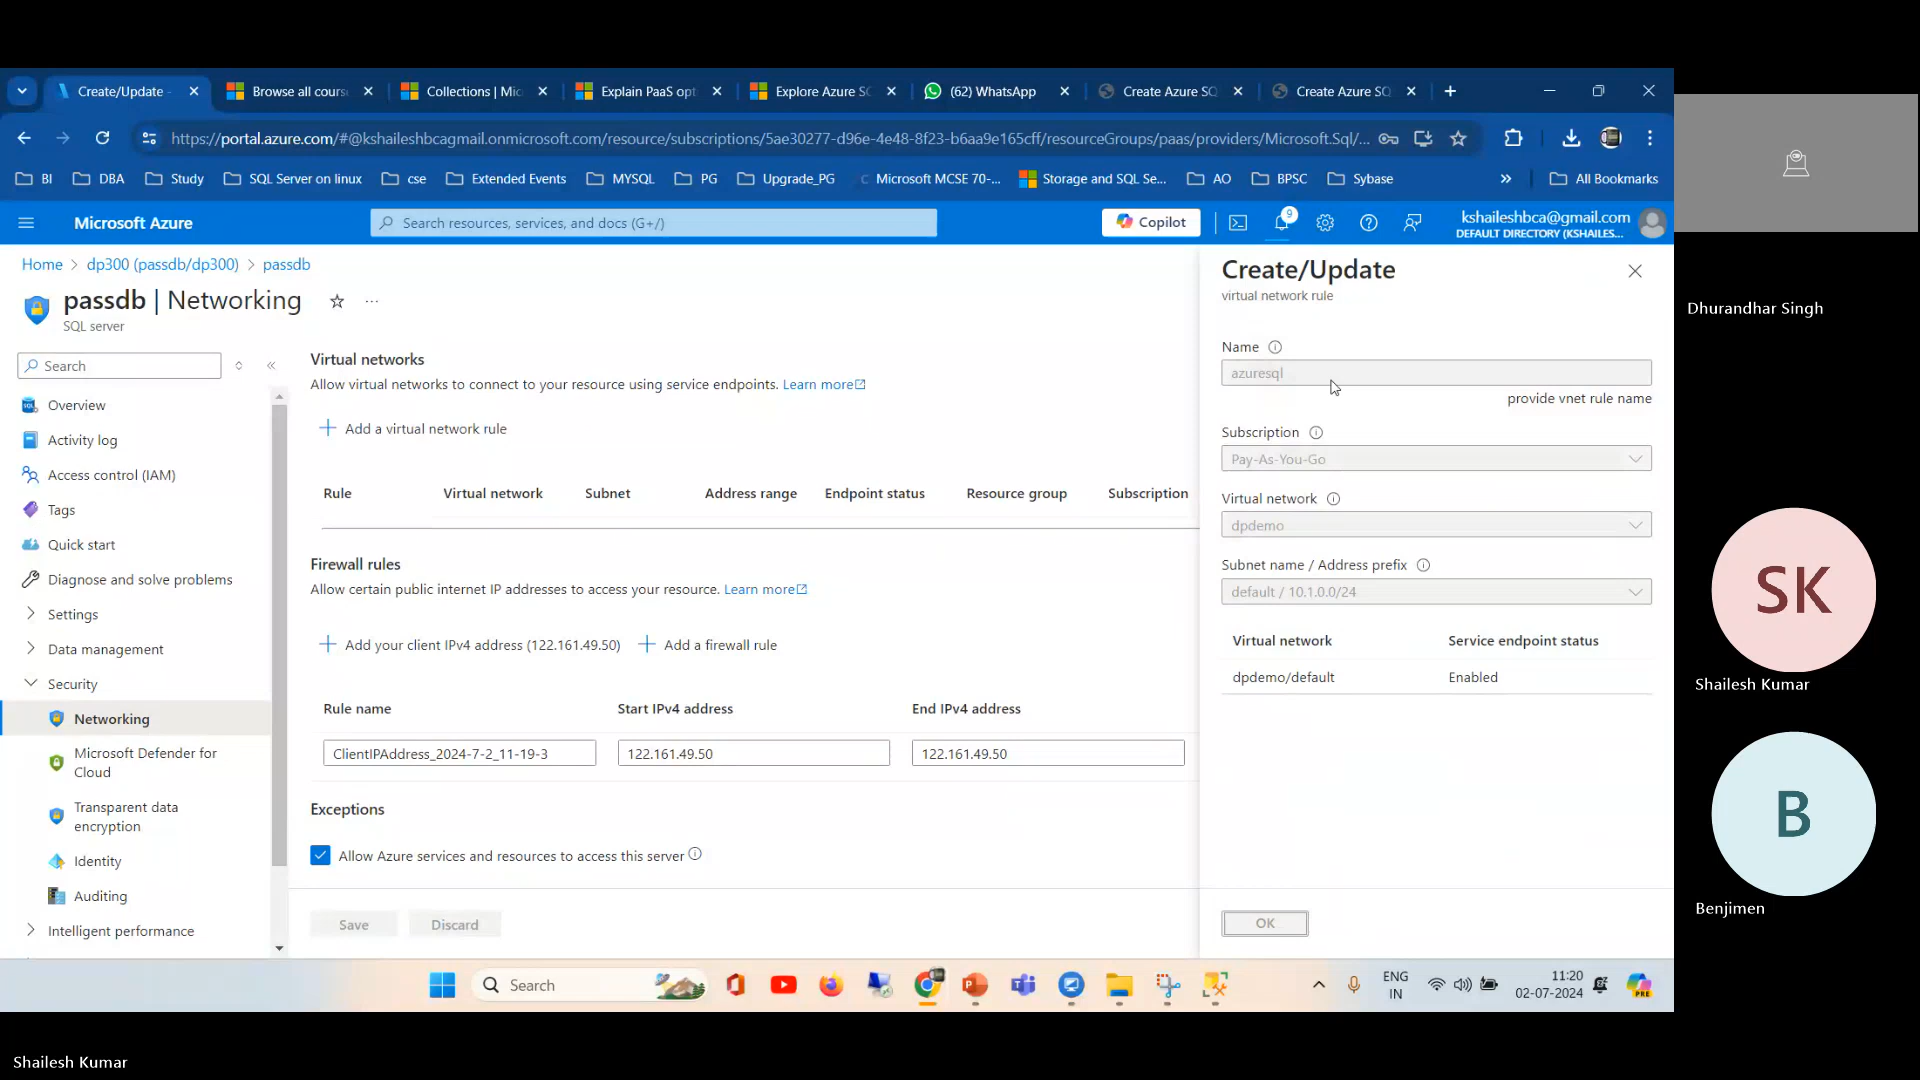 Create/Update -
Browse all cours
Collections | Mic
Explain PaaS opt
Explore Azure SQ
(62) WhatsApp
Create Azure SQ
Create Azure SQ
https://portal.azure.com/#@kshaileshbcagmail.onmicrosoft.com/resource/subscriptions/5ae30277-d96e-4e48-8f23-b6aa9e165cff/resourceGroups/paas/providers/Microsoft.Sql/...
BI
DBA
Study
SQL Server on linux
cse
Extended Events
MYSQL
PG
Upgrade_PG
Microsoft MCSE 70-...
Storage and SQL Se...
AO
BPSC
Sybase
»
All Bookmarks
Microsoft Azure
Search resources, services, and docs (G+/)
Copilot
9
kshaileshbca@gmail.com
DEFAULT DIRECTORY (KSHAILES...
Home > dp300 (passdb/dp300) > passdb
passdb | Networking
SQL server
Search
Overview
Activity log
Access control (IAM)
Tags
Quick start
Diagnose and solve problems
Settings
Data management
Security
Networking
Microsoft Defender for
Cloud
Transparent data
encryption
Identity
Auditing
Intelligent performance
Virtual networks
Allow virtual networks to connect to your resource using service endpoints. Learn more
+ Add a virtual network rule
Rule Virtual network Subnet Address range Endpoint status Resource group Subscription
Firewall rules
Allow certain public internet IP addresses to access your resource. Learn more
+ Add your client IPv4 address (122.161.49.50) + Add a firewall rule
Rule name Start IPv4 address End IPv4 address
ClientIPAddress_2024-7-2_11-19-3 122.161.49.50 122.161.49.50
Exceptions
Allow Azure services and resources to access this server
Save Discard
Create/Update
virtual network rule
Name
azuresql
provide vnet rule name
Subscription
Pay-As-You-Go
Virtual network
dpdemo
Subnet name / Address prefix
default / 10.1.0.0/24
Virtual network Service endpoint status
dpdemo/default Enabled
OK
Search
ENG
IN
11:20
02-07-2024
PRE
Dhurandhar Singh
SK
Shailesh Kumar
B
Benjimen
Shailesh Kumar